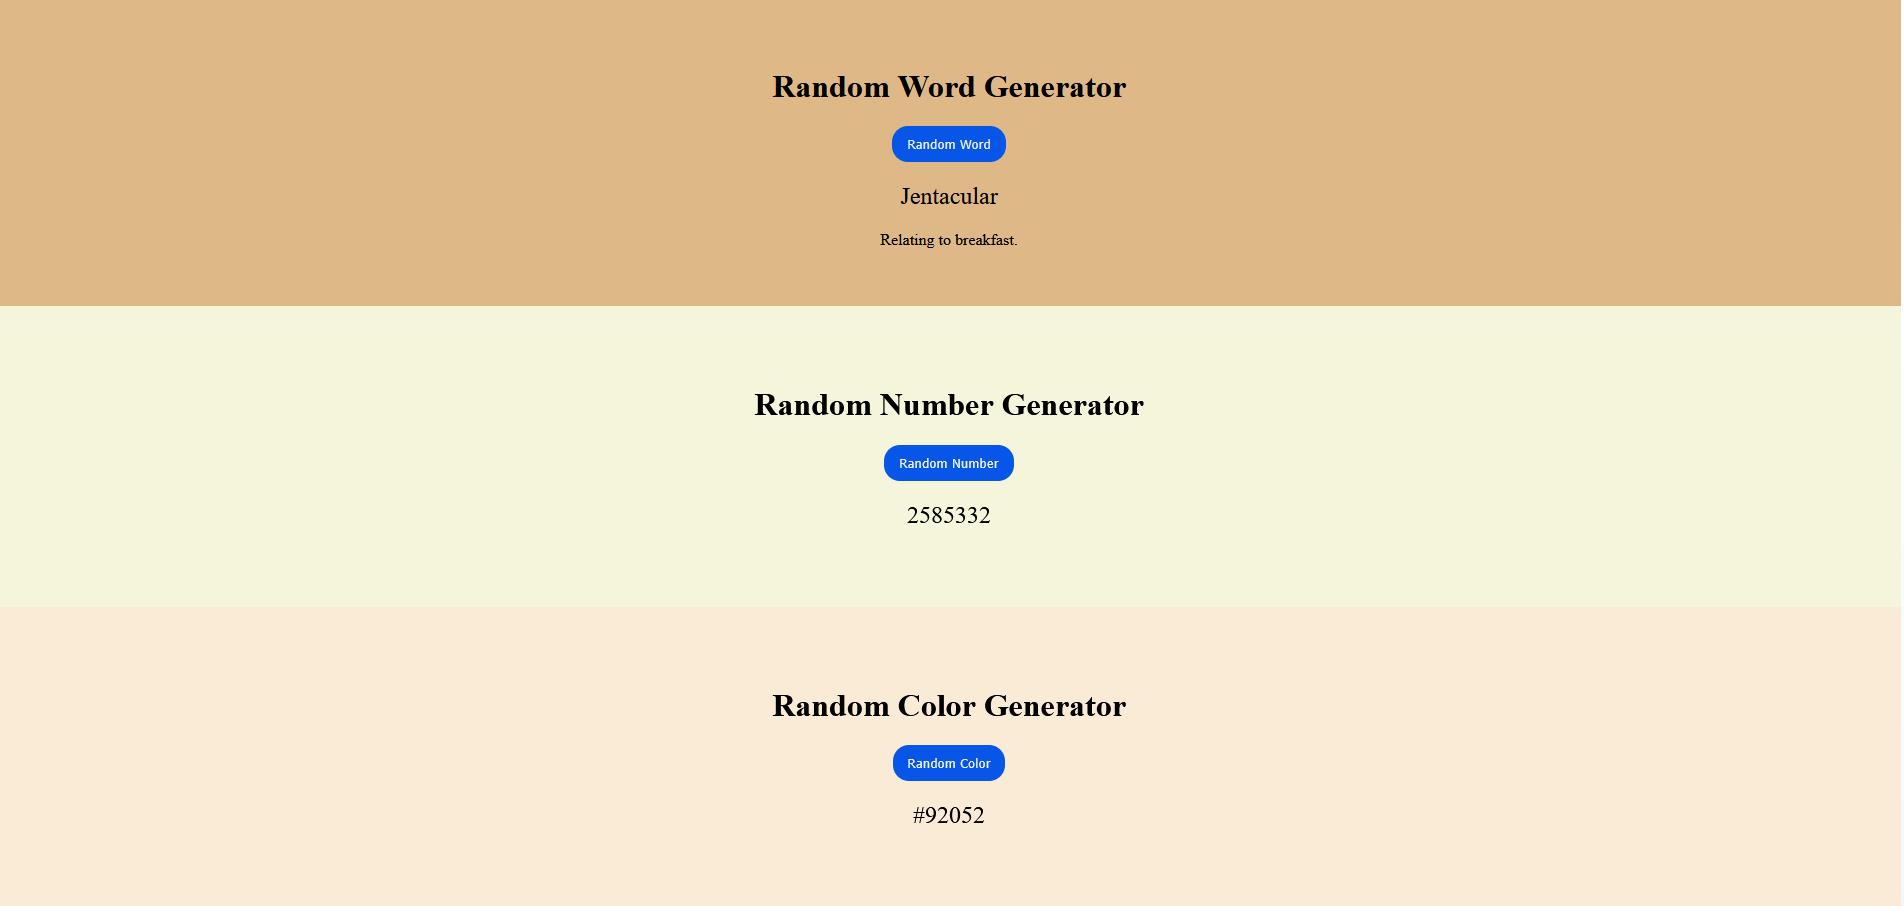 Random Word Generator
Random Word
Jentacular
Relating to breakfast.
Random Number Generator
Random Number
2585332
Random Color Generator
Random Color
#92052